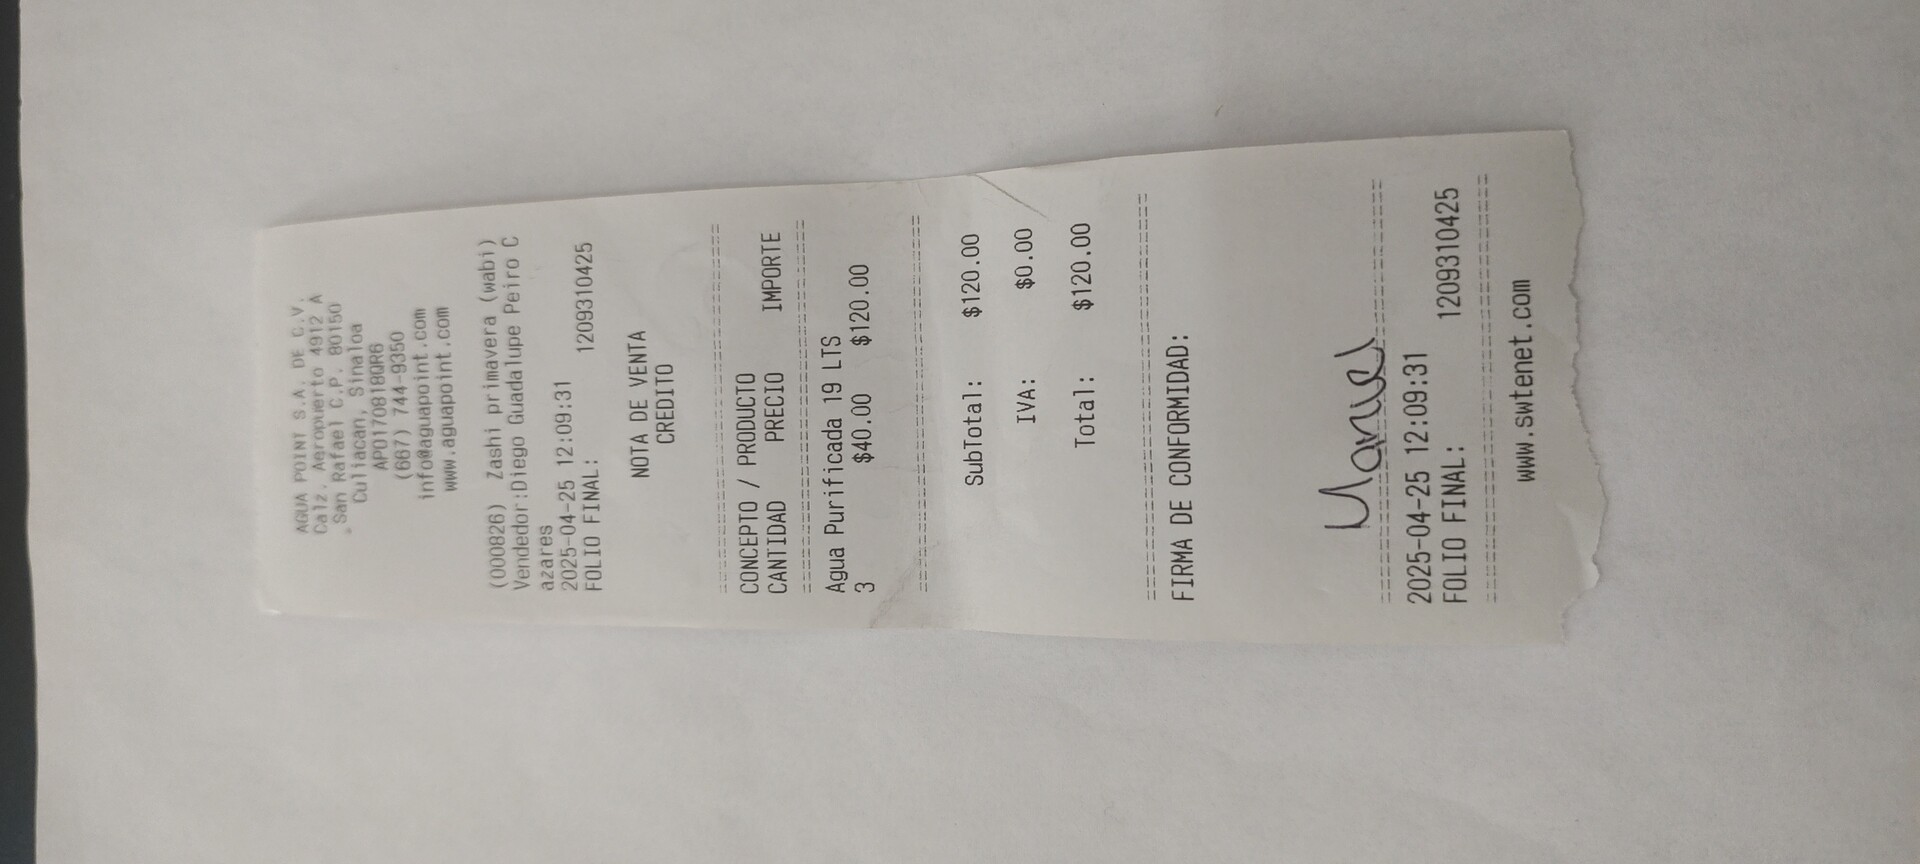 AGUA POINT S.A. DE C.V.
Calz. Aeropuerto 4912 A
San Rafael C.P. 80150
Culiacan, Sinaloa
APO170818QR6
(667) 744-9350
info@aguapoint.com
www.aguapoint.com
(000826) Zashi primavera (wabi)
Vendedor:Diego Guadalupe Peiro C
azares
2025-04-25 12:09:31
FOLIO FINAL: 1209310425
NOTA DE VENTA
CREDITO
CONCEPTO / PRODUCTO
CANTIDAD PRECIO IMPORTE
Agua Purificada 19 LTS
3 $40.00 $120.00
SubTotal: $120.00
IVA: $0.00
Total: $120.00
FIRMA DE CONFORMIDAD:
Manuel
2025-04-25 12:09:31
FOLIO FINAL: 1209310425
www.swtenet.com